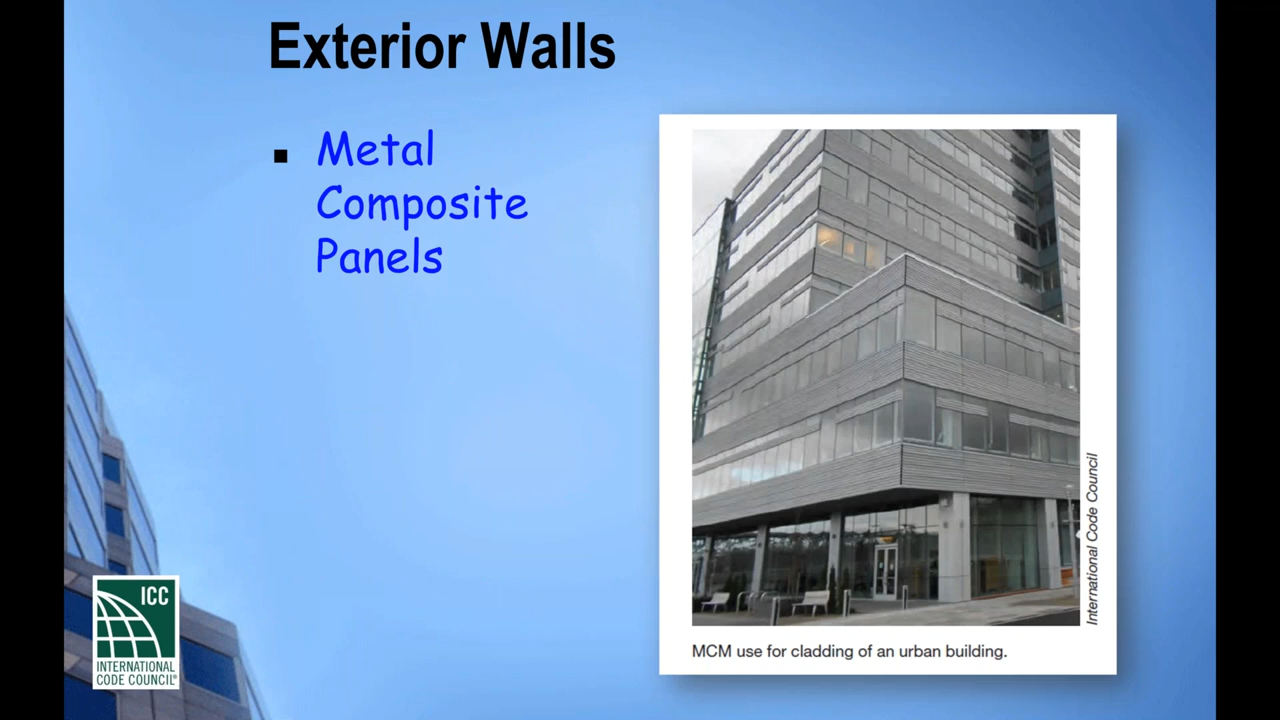 Exterior Walls
▪ Metal
Composite
Panels
International Code Council
MCM use for cladding of an urban building.
ICC
INTERNATIONAL
CODE COUNCIL®